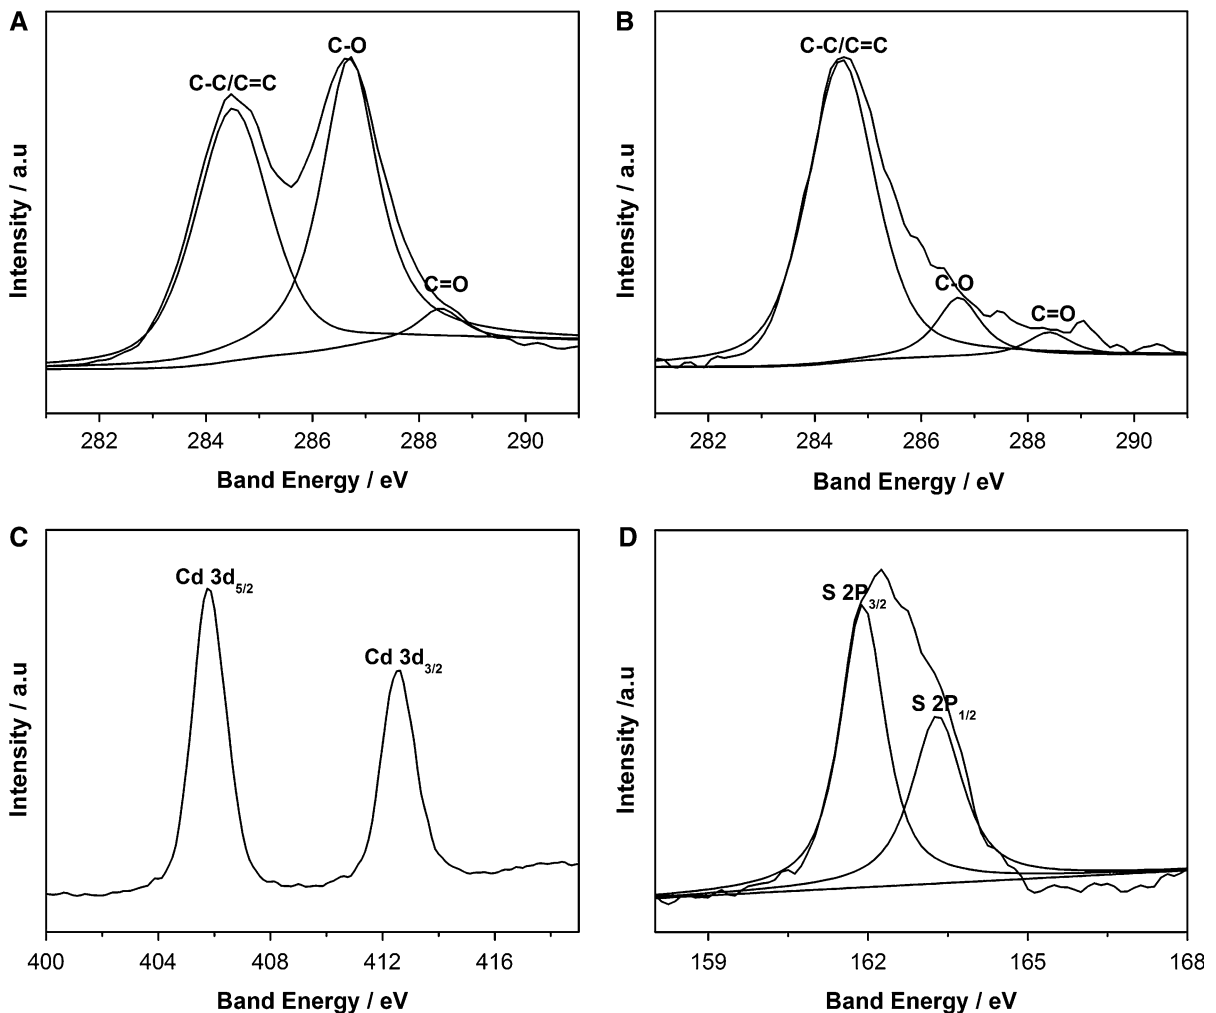 A
C-O
C-C/C=C
C=O
Intensity / a.u
282 284 286 288 290
Band Energy / eV
B
C-C/C=C
C-O
C=O
Intensity / a.u
282 284 286 288 290
Band Energy / eV
C
Cd 3d5/2
Cd 3d3/2
Intensity / a.u
400 404 408 412 416
Band Energy / eV
D
S 2P3/2
S 2P1/2
Intensity /a.u
159 162 165 168
Band Energy / eV